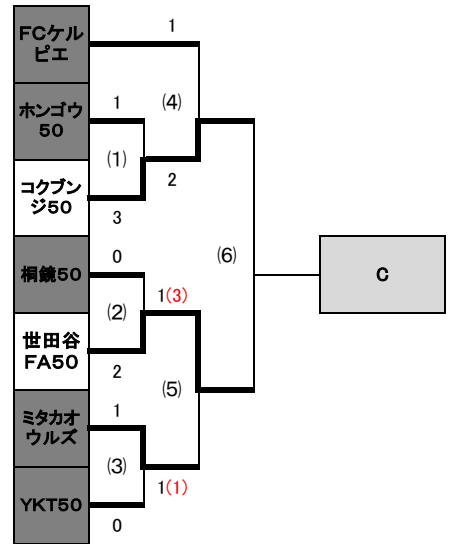 FCケル
ピエ
1
ホンゴウ
50
1
(4)
(1)
コクブン
ジ50
2
3
(6)
C
桐鏡50
0
1(3)
(2)
世田谷
FA50
2
(5)
ミタカオ
ウルズ
1
(3)
1(1)
YKT50
0